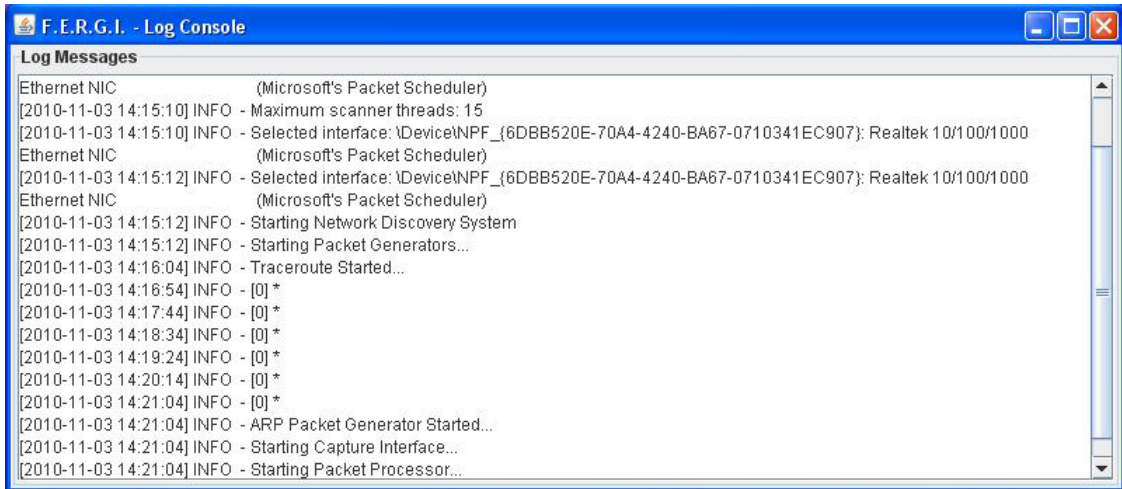 F.E.R.G.I. - Log Console
Log Messages
Ethernet NIC (Microsoft's Packet Scheduler)
[2010-11-03 14:15:10] INFO - Maximum scanner threads: 15
[2010-11-03 14:15:10] INFO - Selected interface: \Device\NPF_{6DBB520E-70A4-4240-BA67-0710341EC907}: Realtek 10/100/1000
Ethernet NIC (Microsoft's Packet Scheduler)
[2010-11-03 14:15:12] INFO - Selected interface: \Device\NPF_{6DBB520E-70A4-4240-BA67-0710341EC907}: Realtek 10/100/1000
Ethernet NIC (Microsoft's Packet Scheduler)
[2010-11-03 14:15:12] INFO - Starting Network Discovery System
[2010-11-03 14:15:12] INFO - Starting Packet Generators...
[2010-11-03 14:16:04] INFO - Traceroute Started...
[2010-11-03 14:16:54] INFO - [0] *
[2010-11-03 14:17:44] INFO - [0] *
[2010-11-03 14:18:34] INFO - [0] *
[2010-11-03 14:19:24] INFO - [0] *
[2010-11-03 14:20:14] INFO - [0] *
[2010-11-03 14:21:04] INFO - [0] *
[2010-11-03 14:21:04] INFO - ARP Packet Generator Started...
[2010-11-03 14:21:04] INFO - Starting Capture Interface...
[2010-11-03 14:21:04] INFO - Starting Packet Processor...